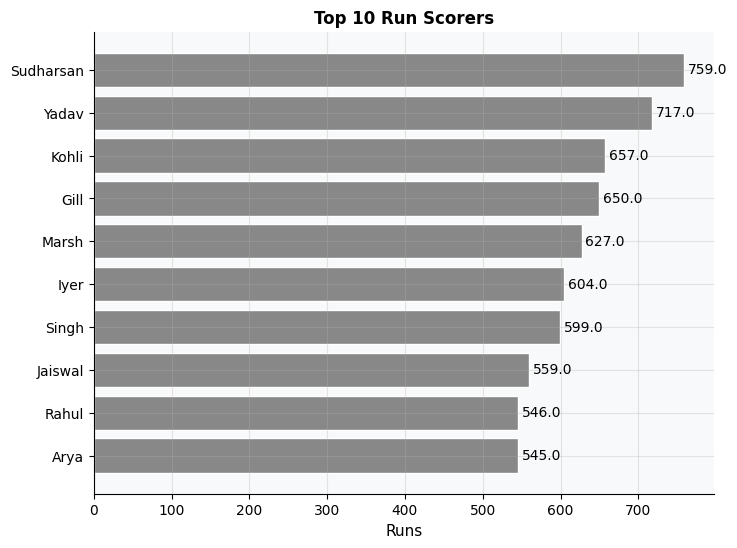 Top 10 Run Scorers
Sudharsan 759.0
Yadav 717.0
Kohli 657.0
Gill 650.0
Marsh 627.0
Iyer 604.0
Singh 599.0
Jaiswal 559.0
Rahul 546.0
Arya 545.0
0 100 200 300 400 500 600 700
Runs